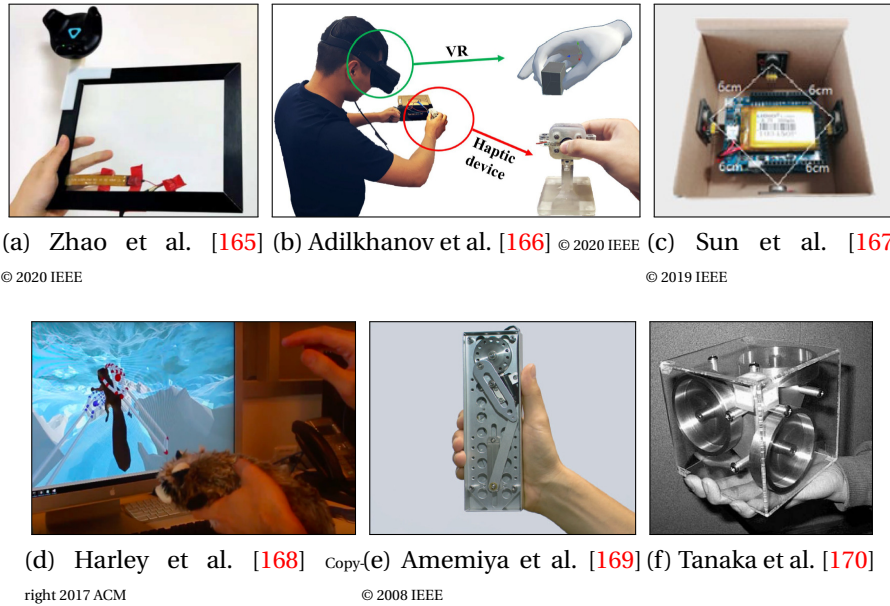 VR
Haptic
device
6cm
6cm
6cm
6cm
(a) Zhao et al. [165]
© 2020 IEEE
(b) Adilkhanov et al. [166] © 2020 IEEE
(c) Sun et al. [167
© 2019 IEEE
(d) Harley et al. [168] Copy-
right 2017 ACM
(e) Amemiya et al. [169]
© 2008 IEEE
(f) Tanaka et al. [170]